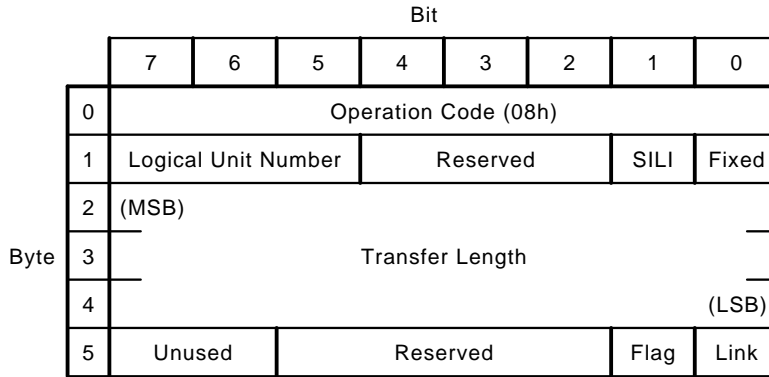 Bit
7 6 5 4 3 2 1 0
0 Operation Code (08h)
1 Logical Unit Number Reserved SILI Fixed
2 (MSB)
Byte 3 Transfer Length
4 (LSB)
5 Unused Reserved Flag Link